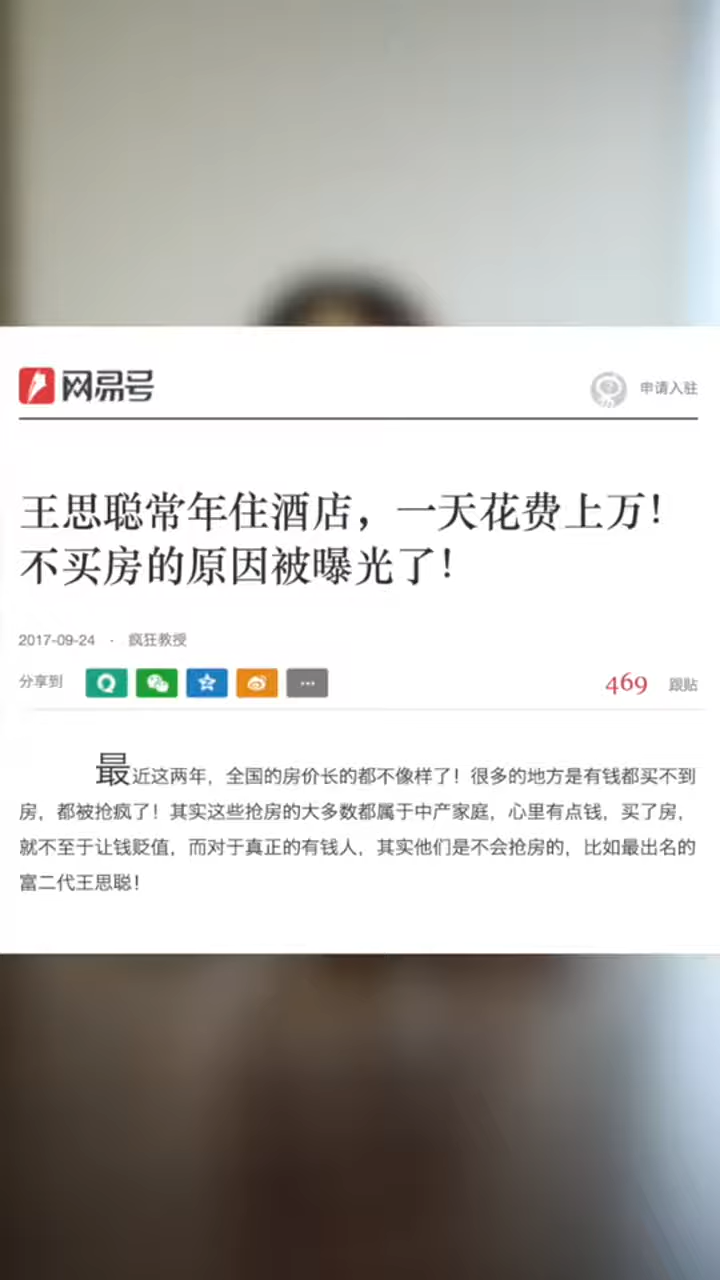 网易号
申请入驻
王思聪常年住酒店，一天花费上万！
不买房的原因被曝光了！
2017-09-24 · 疯狂教授
分享到
469 跟贴
最近这两年，全国的房价长的都不像样了！很多的地方是有钱都买不到
房，都被抢疯了！其实这些抢房的大多数都属于中产家庭，心里有点钱，买了房，
就不至于让钱贬值，而对于真正的有钱人，其实他们是不会抢房的，比如最出名的
富二代王思聪！